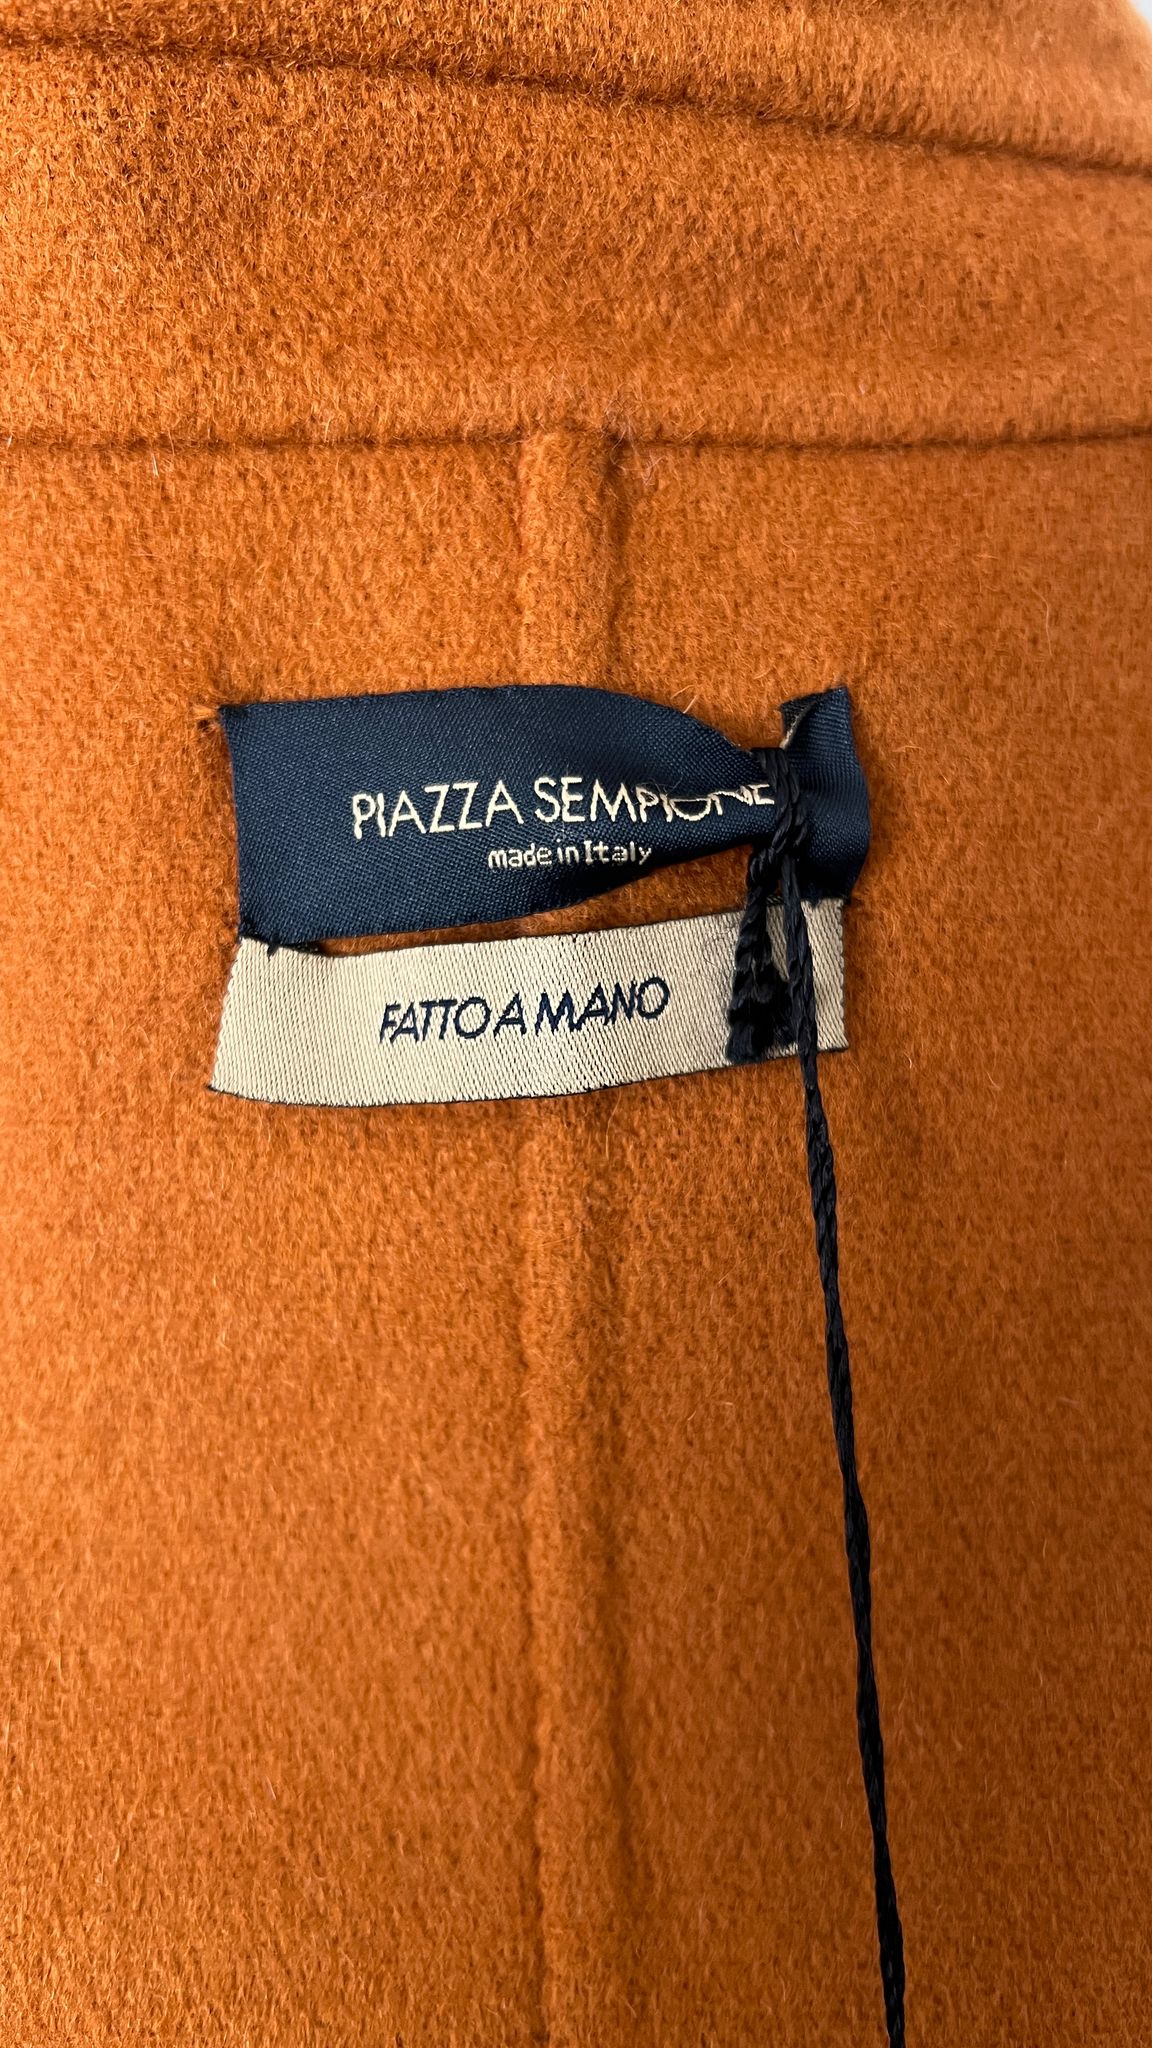 PIAZZA SEMPIONE
made in Italy
FATTO A MANO